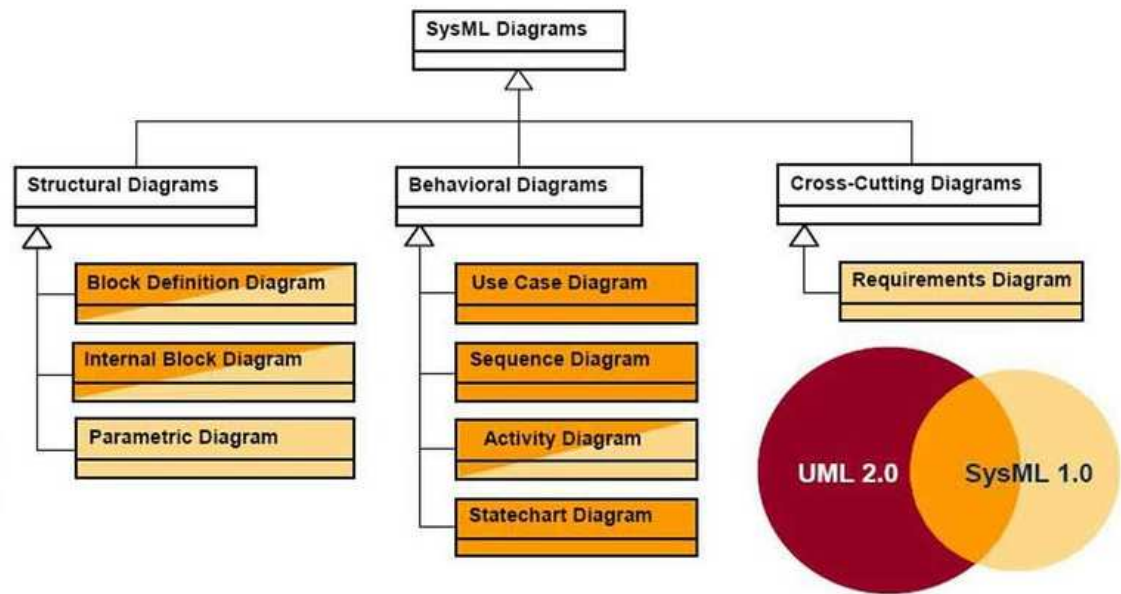 SysML Diagrams
Structural Diagrams
Behavioral Diagrams
Cross-Cutting Diagrams
Block Definition Diagram
Use Case Diagram
Requirements Diagram
Internal Block Diagram
Sequence Diagram
Parametric Diagram
Activity Diagram
Statechart Diagram
UML 2.0
SysML 1.0